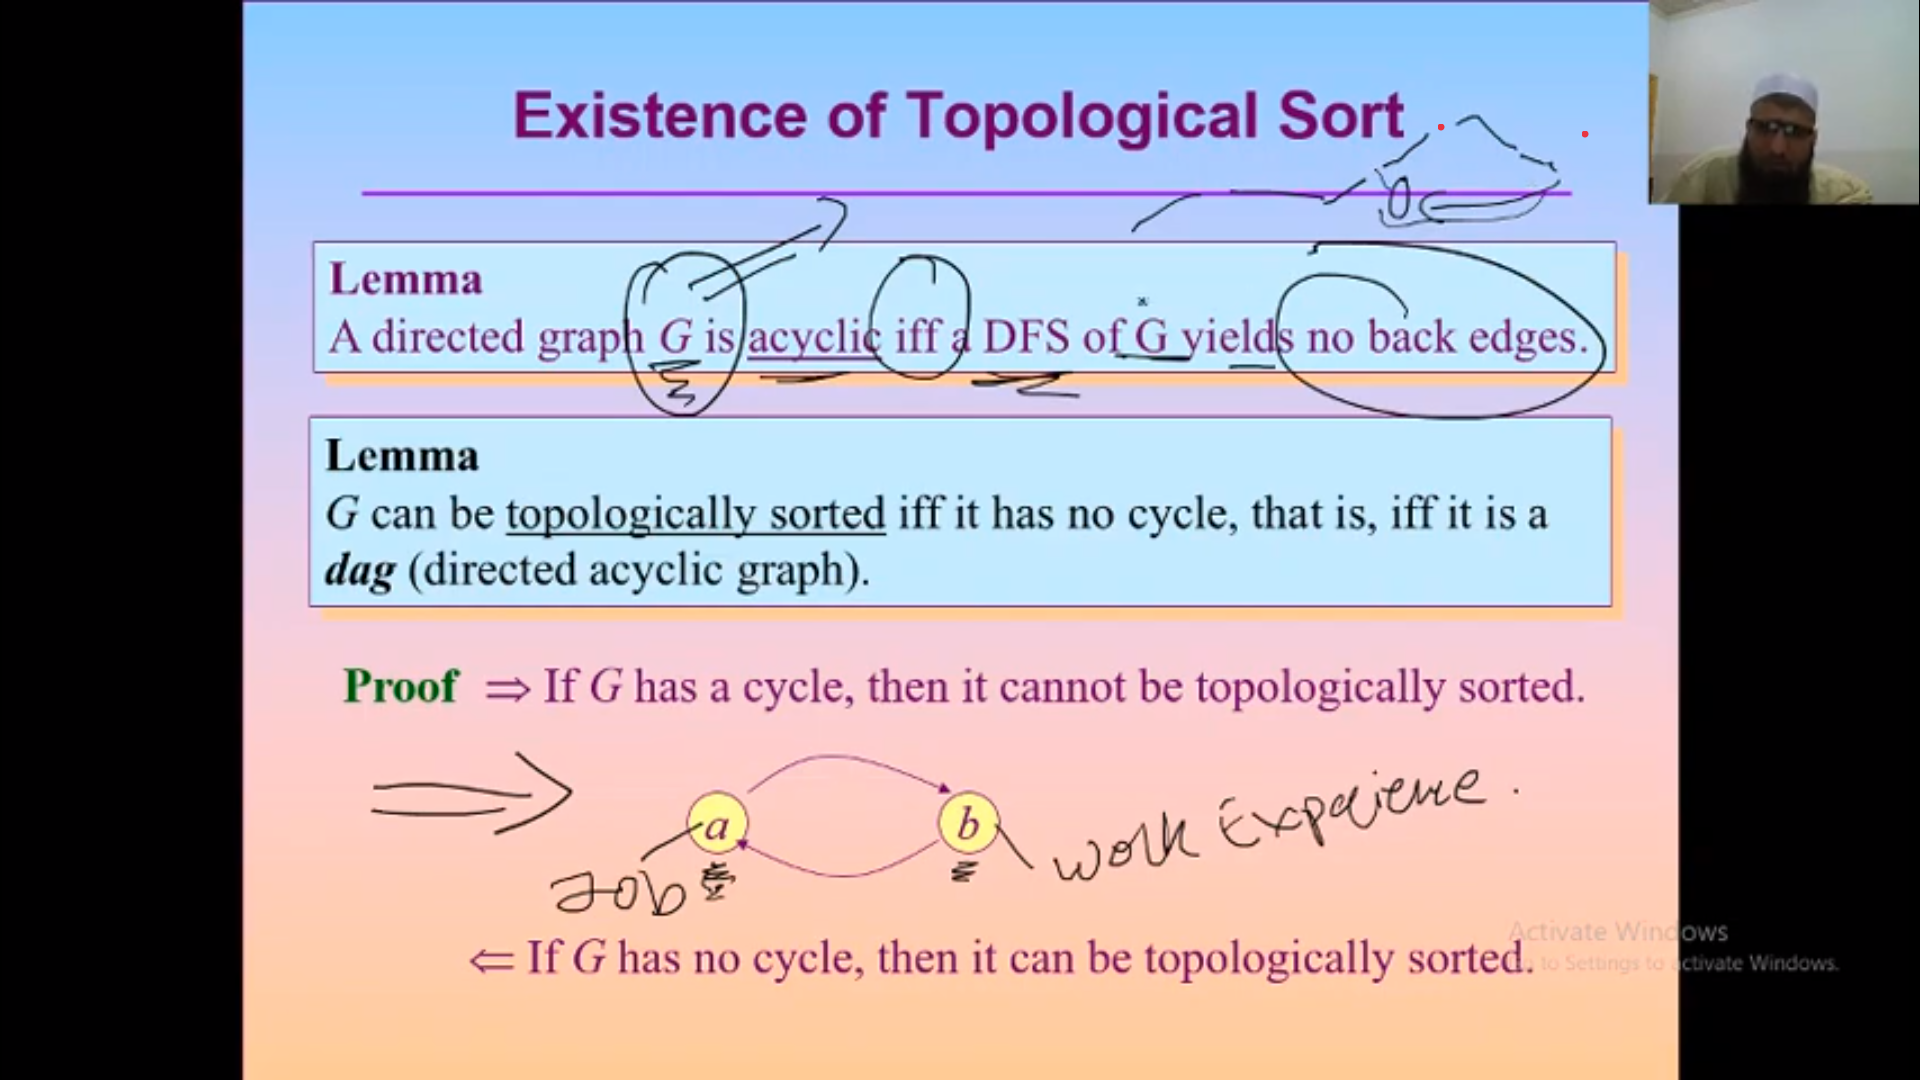 Existence of Topological Sort
Lemma
A directed graph G is acyclic iff a DFS of G yields no back edges.
Lemma
G can be topologically sorted iff it has no cycle, that is, iff it is a
dag (directed acyclic graph).
Proof ⇒ If G has a cycle, then it cannot be topologically sorted.
a
b
Job
work Expereience.
⇐ If G has no cycle, then it can be topologically sorted.
Activate Windows
Go to Settings to activate Windows.